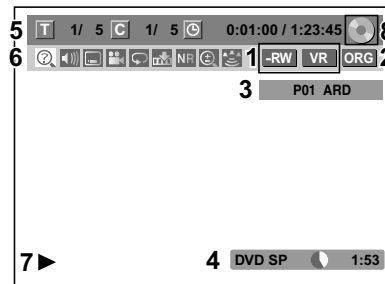 5 T 1/ 5 C 1/ 5 0:01:00 / 1:23:45 8
6 NR 1 -RW VR ORG 2
3 P01 ARD
7 4 DVD SP 1:53